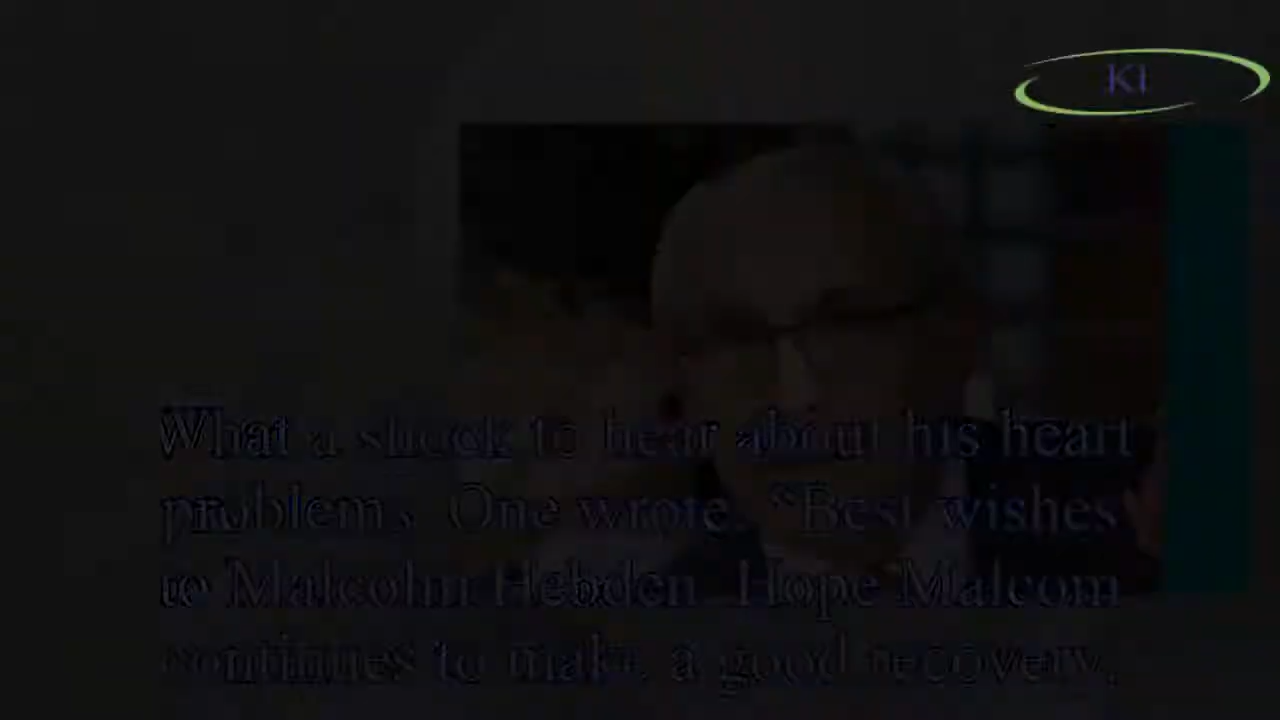 KI
What a shock to hear about his heart
problems. One wrote: “Best wishes
to Malcolm Hebden. Hope Malcom
continues to make a good recovery.